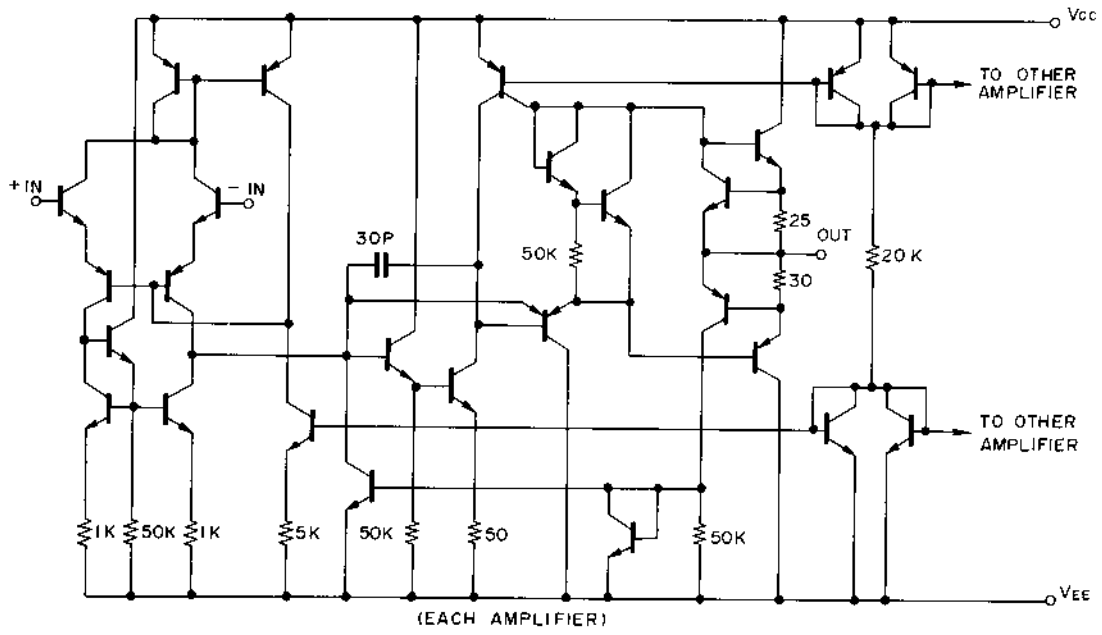 VCC
TO OTHER
AMPLIFIER
+IN
-IN
25
OUT
30P
50K
20K
30
TO OTHER
AMPLIFIER
1K
50K
1K
5K
50K
50
50K
VEE
(EACH AMPLIFIER)